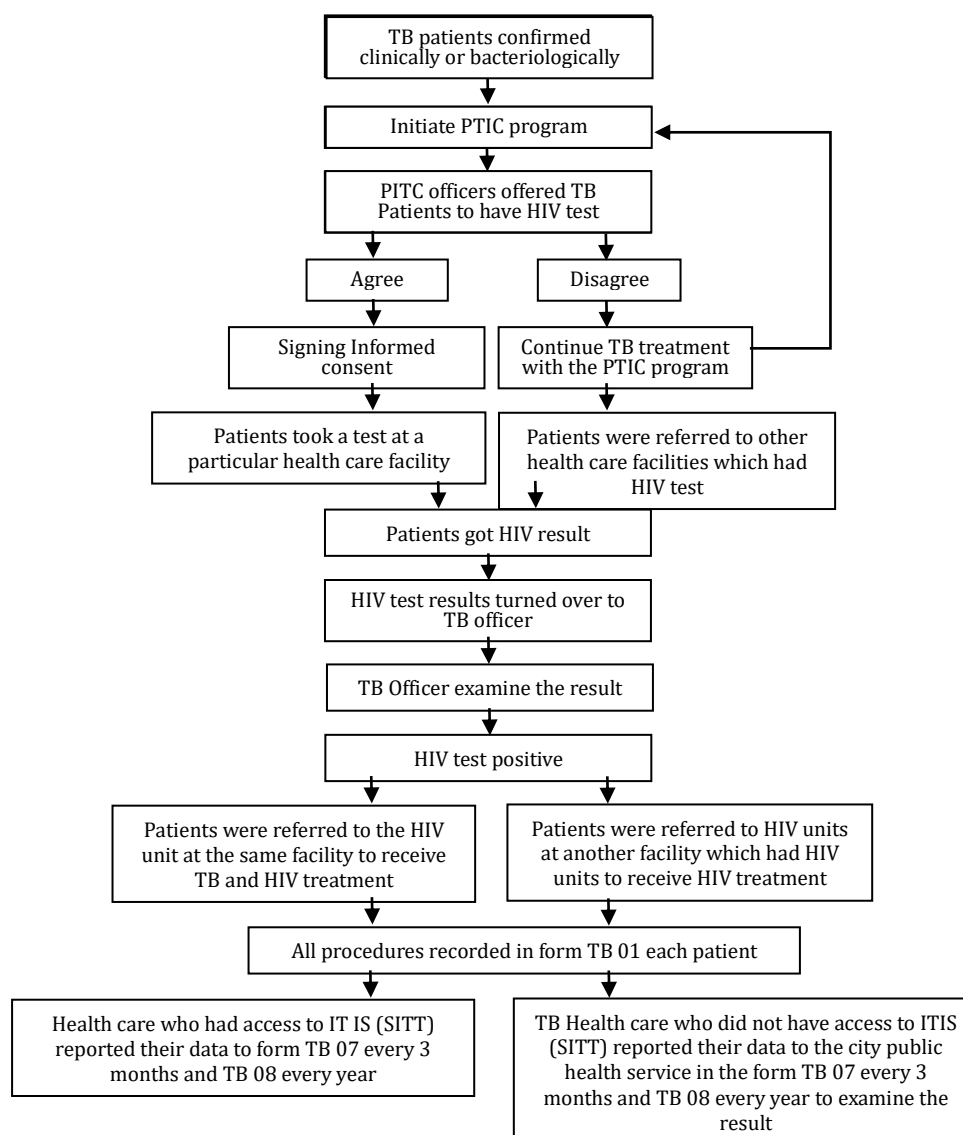 TB patients confirmed
clinically or bacteriologically
Initiate PTIC program
PITC officers offered TB
Patients to have HIV test
Agree
Disagree
Signing Informed
consent
Continue TB treatment
with the PTIC program
Patients took a test at a
particular health care facility
Patients were referred to other
health care facilities which had
HIV test
Patients got HIV result
HIV test results turned over to
TB officer
TB Officer examine the result
HIV test positive
Patients were referred to the HIV
unit at the same facility to receive
TB and HIV treatment
Patients were referred to HIV units
at another facility which had HIV
units to receive HIV treatment
All procedures recorded in form TB 01 each patient
Health care who had access to IT IS (SITT)
reported their data to form TB 07 every 3
months and TB 08 every year
TB Health care who did not have access to ITIS
(SITT) reported their data to the city public
health service in the form TB 07 every 3
months and TB 08 every year to examine the
result